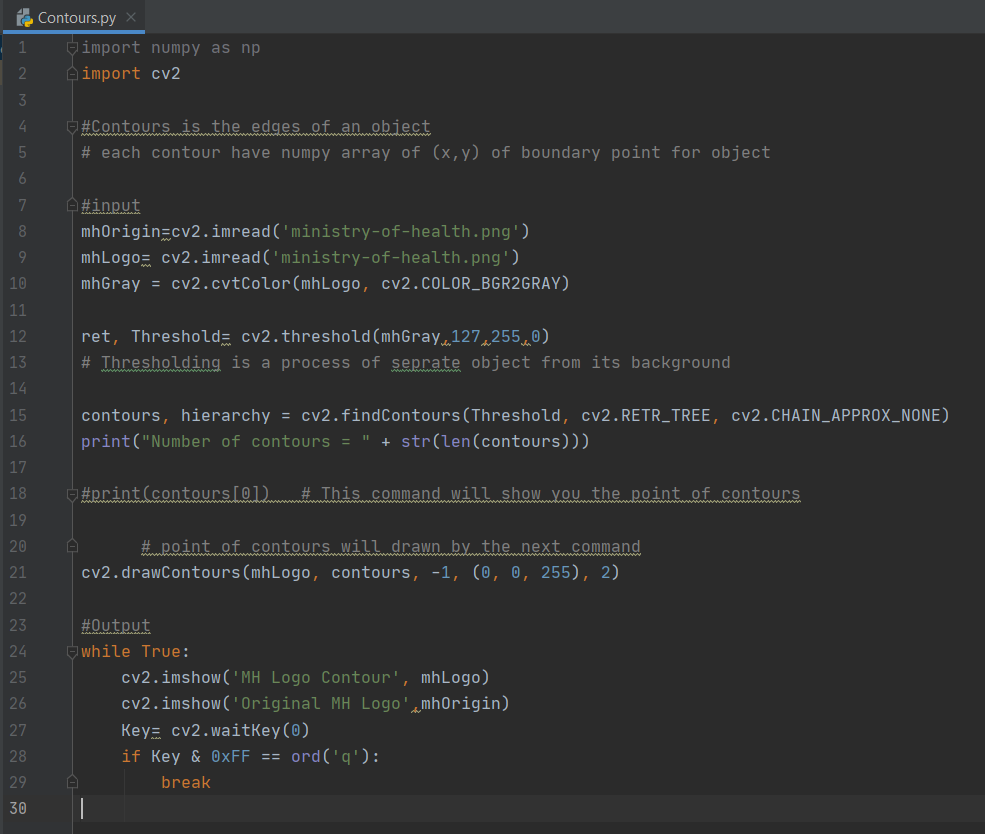 Contours.py
1 import numpy as np
2 import cv2
3
4 #Contours is the edges of an object
5 # each contour have numpy array of (x,y) of boundary point for object
6
7 #input
8 mhOrigin=cv2.imread('ministry-of-health.png')
9 mhLogo= cv2.imread('ministry-of-health.png')
10 mhGray = cv2.cvtColor(mhLogo, cv2.COLOR_BGR2GRAY)
11
12 ret, Threshold= cv2.threshold(mhGray,127,255,0)
13 # Thresholding is a process of seprate object from its background
14
15 contours, hierarchy = cv2.findContours(Threshold, cv2.RETR_TREE, cv2.CHAIN_APPROX_NONE)
16 print("Number of contours = " + str(len(contours)))
17
18 #print(contours[0])   # This command will show you the point of contours
19
20       # point of contours will drawn by the next command
21 cv2.drawContours(mhLogo, contours, -1, (0, 0, 255), 2)
22
23 #Output
24 while True:
25     cv2.imshow('MH Logo Contour', mhLogo)
26     cv2.imshow('Original MH Logo',mhOrigin)
27     Key= cv2.waitKey(0)
28     if Key & 0xFF == ord('q'):
29         break
30